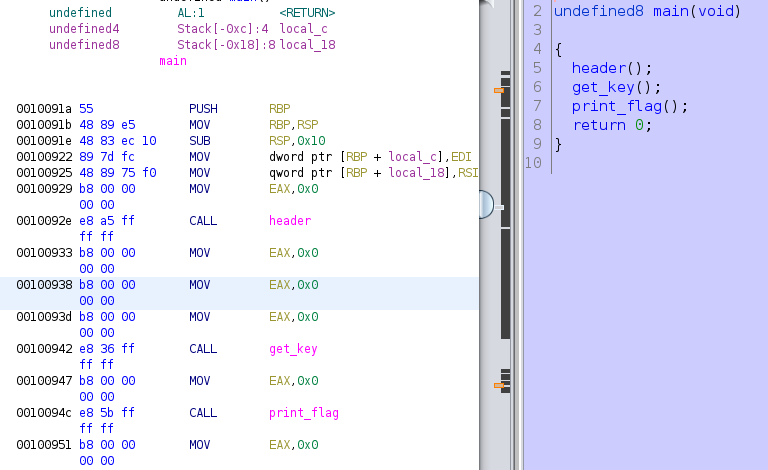 undefined AL:1 <RETURN>
undefined4 Stack[-0xc]:4 local_c
undefined8 Stack[-0x18]:8 local_18
main
0010091a 55 PUSH RBP
0010091b 48 89 e5 MOV RBP,RSP
0010091e 48 83 ec 10 SUB RSP,0x10
00100922 89 7d fc MOV dword ptr [RBP + local_c],EDI
00100925 48 89 75 f0 MOV qword ptr [RBP + local_18],RSI
00100929 b8 00 00 MOV EAX,0x0
00 00
0010092e e8 a5 ff CALL header
ff ff
00100933 b8 00 00 MOV EAX,0x0
00 00
00100938 b8 00 00 MOV EAX,0x0
00 00
0010093d b8 00 00 MOV EAX,0x0
00 00
00100942 e8 36 ff CALL get_key
ff ff
00100947 b8 00 00 MOV EAX,0x0
00 00
0010094c e8 5b ff CALL print_flag
ff ff
00100951 b8 00 00 MOV EAX,0x0
00 00
2 undefined8 main(void)
3
4 {
5 header();
6 get_key();
7 print_flag();
8 return 0;
9 }
10